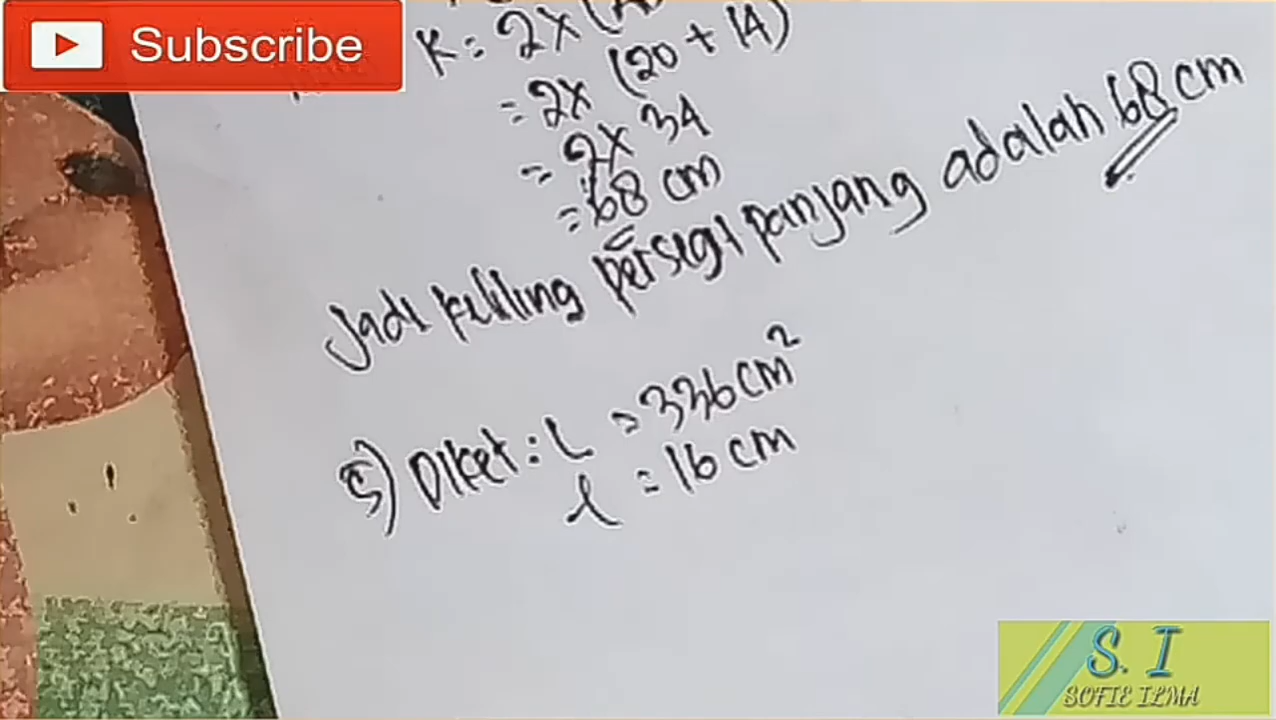 Subscribe
K = 2x (
= 2x (20 + 14)
= 2x 34
= 68 cm
Jadi keliling persegi panjang adalah 68 cm
5) Diket : L = 336 cm²
l = 16 cm
S. I
SOFIE ILMA